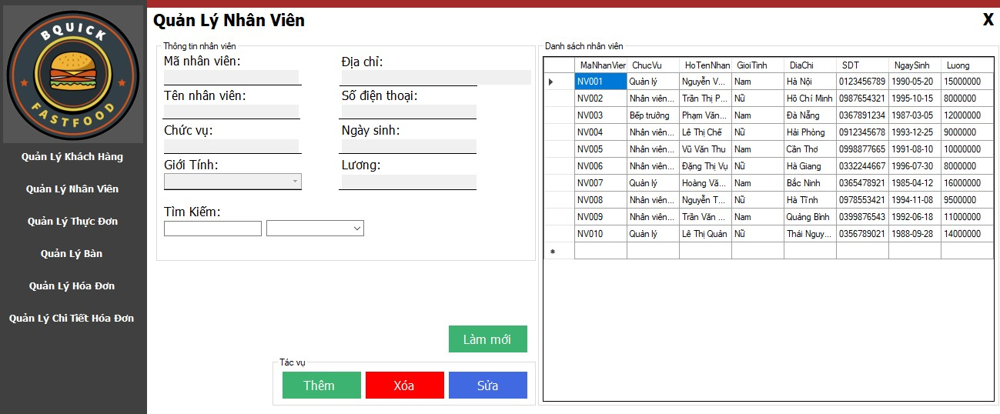 BQUICK
FASTFOOD
Quản Lý Khách Hàng
Quản Lý Nhân Viên
Quản Lý Thực Đơn
Quản Lý Bàn
Quản Lý Hóa Đơn
Quản Lý Chi Tiết Hóa Đơn
Quản Lý Nhân Viên
X
Thông tin nhân viên
Mã nhân viên:
Địa chỉ:
Tên nhân viên:
Số điện thoại:
Chức vụ:
Ngày sinh:
Giới Tính:
Lương:
Tìm Kiếm:
Làm mới
Tác vụ
Thêm
Xóa
Sửa
Danh sách nhân viên
MaNhanVier ChucVu HoTenNhan GioiTinh DiaChi SDT NgaySinh Luong
NV001 Quản lý Nguyễn V... Nam Hà Nội 0123456789 1990-05-20 15000000
NV002 Nhân viên... Trần Thị P... Nữ Hồ Chí Minh 0987654321 1995-10-15 8000000
NV003 Bếp trưởng Phạm Văn... Nam Đà Nẵng 0367891234 1987-03-05 12000000
NV004 Nhân viên... Lê Thị Chế Nữ Hải Phòng 0912345678 1993-12-25 9000000
NV005 Nhân viên... Vũ Văn Thu Nam Cần Thơ 0998877665 1991-08-10 10000000
NV006 Nhân viên... Đặng Thị Vụ Nữ Hà Giang 0332244667 1996-07-30 8000000
NV007 Quản lý Hoàng Vă... Nam Bắc Ninh 0365478921 1985-04-12 16000000
NV008 Nhân viên... Nguyễn T... Nữ Hà Tĩnh 0978553421 1994-11-08 9500000
NV009 Nhân viên... Trần Văn ... Nam Quảng Bình 0399876543 1992-06-18 11000000
NV010 Quản lý Lê Thị Quản Nữ Thái Nguy... 0356789021 1988-09-28 14000000